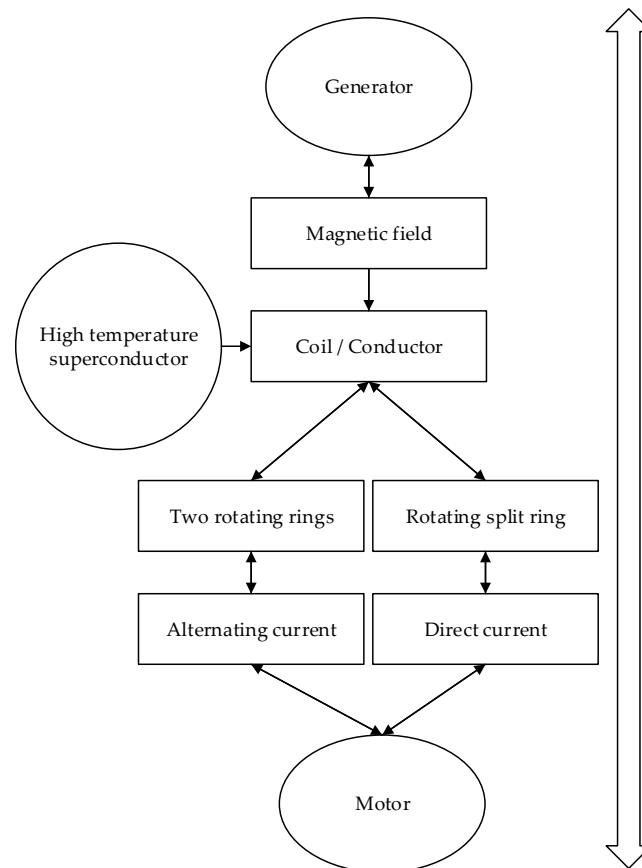 Generator
Magnetic field
High temperature
superconductor
Coil / Conductor
Two rotating rings
Rotating split ring
Alternating current
Direct current
Motor